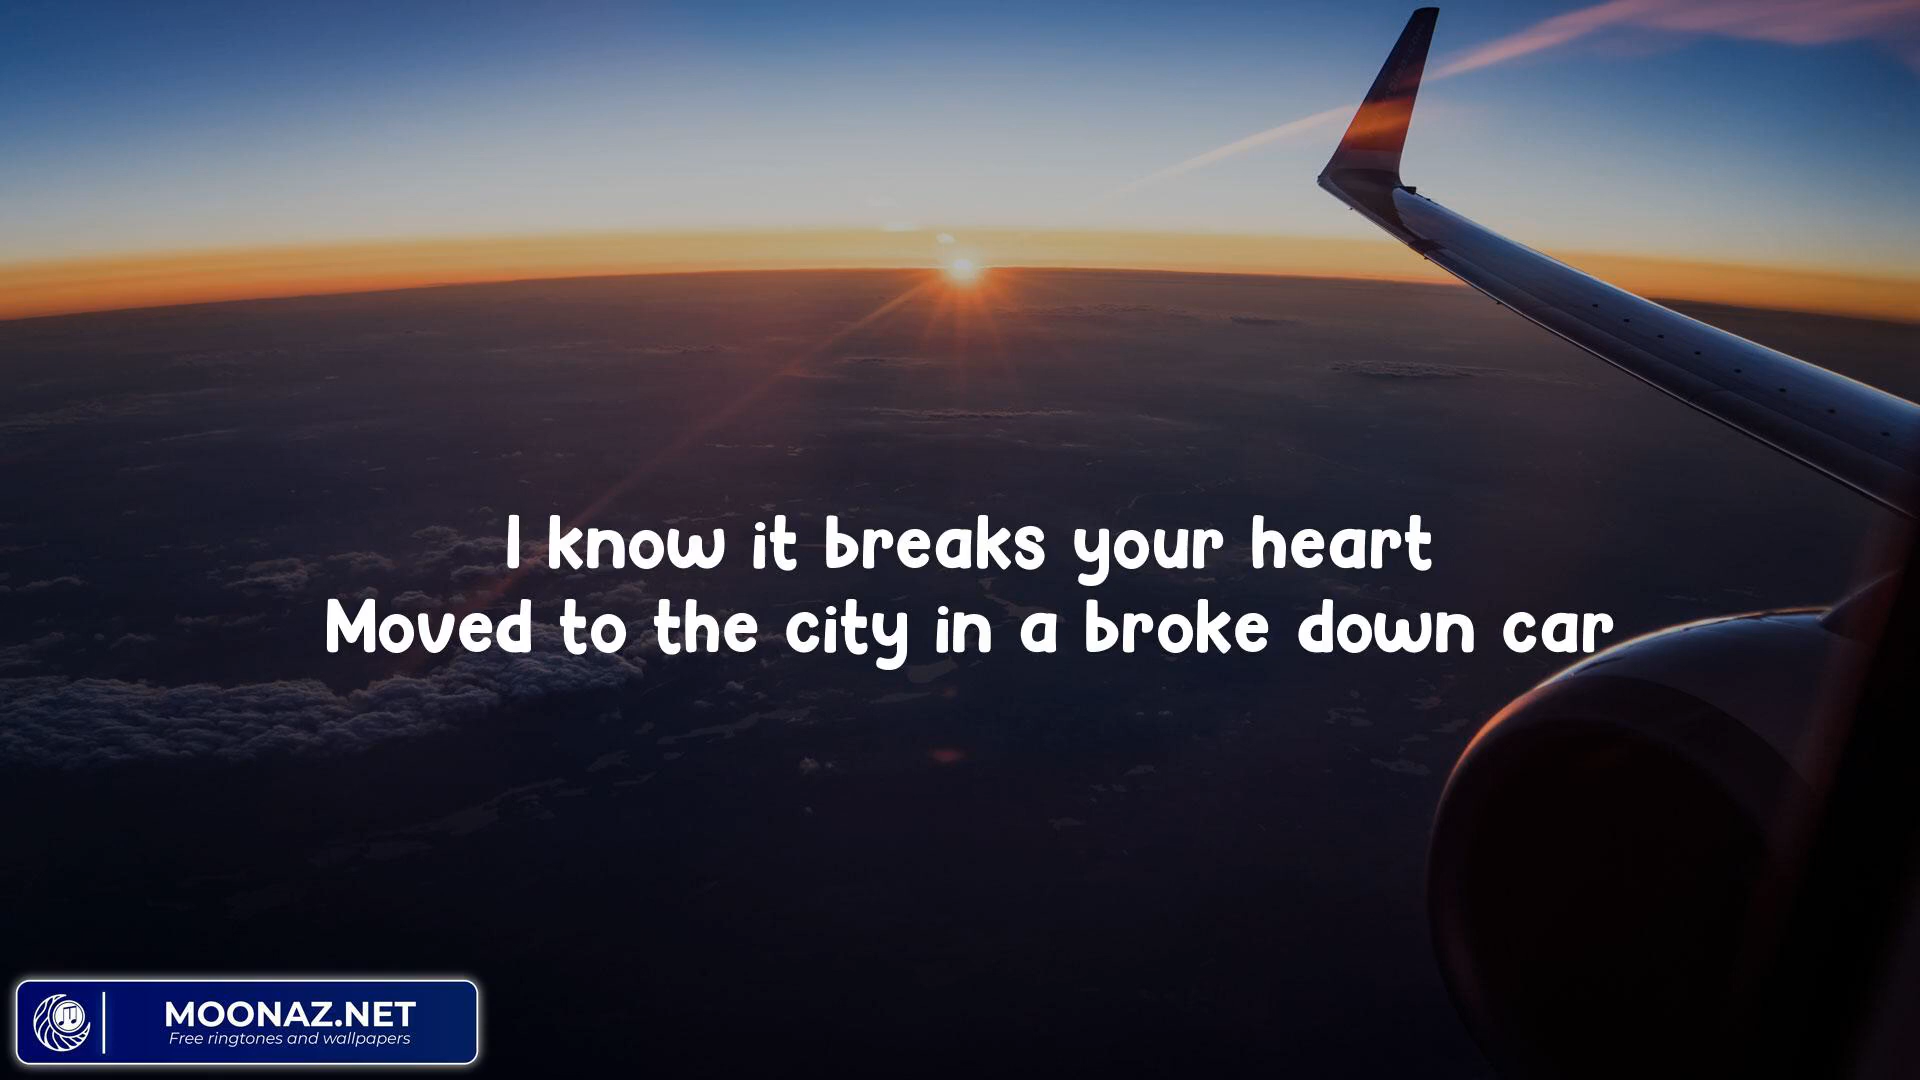 I know it breaks your heart
Moved to the city in a broke down car
MOONAZ.NET
Free ringtones and wallpapers